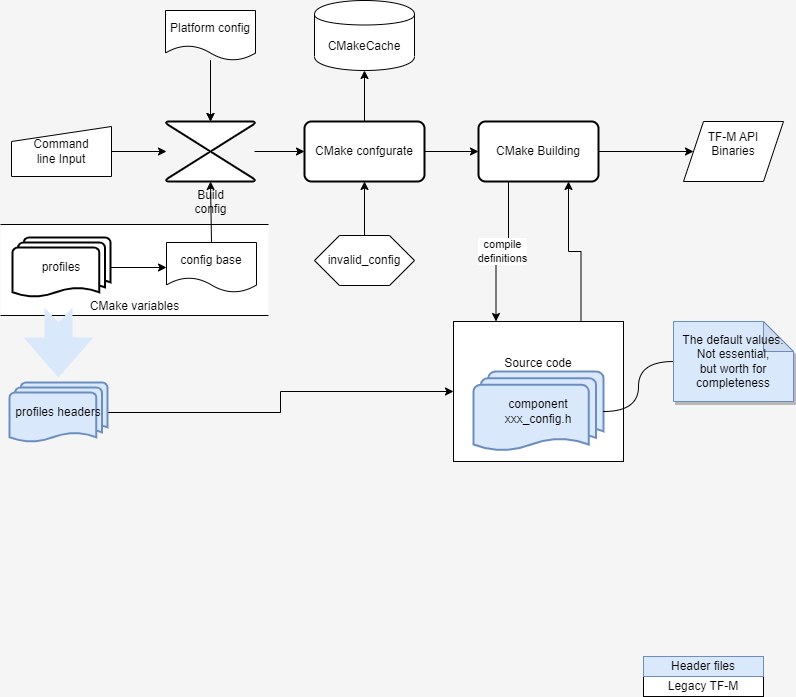 Platform config
CMakeCache
Command
line Input
CMake confgurate
CMake Building
TF-M API
Binaries
Build
config
profiles
config base
invalid_config
compile
definitions
CMake variables
The default values.
Not essential,
but worth for
completeness
Source code
profiles headers
component
xxx_config.h
Header files
Legacy TF-M